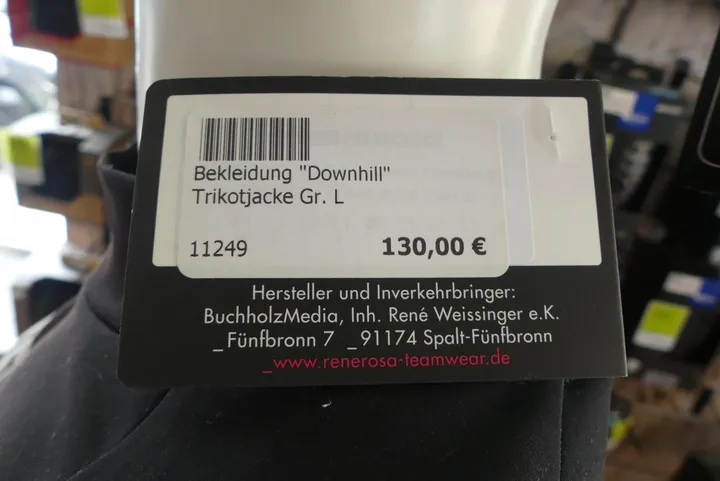 Bekleidung "Downhill"
Trikotjacke Gr. L
11249 130,00 €
Hersteller und Inverkehrbringer:
BuchholzMedia, Inh. René Weissinger e.K.
_Fünfbronn 7 _91174 Spalt-Fünfbronn
_www.renerosa-teamwear.de